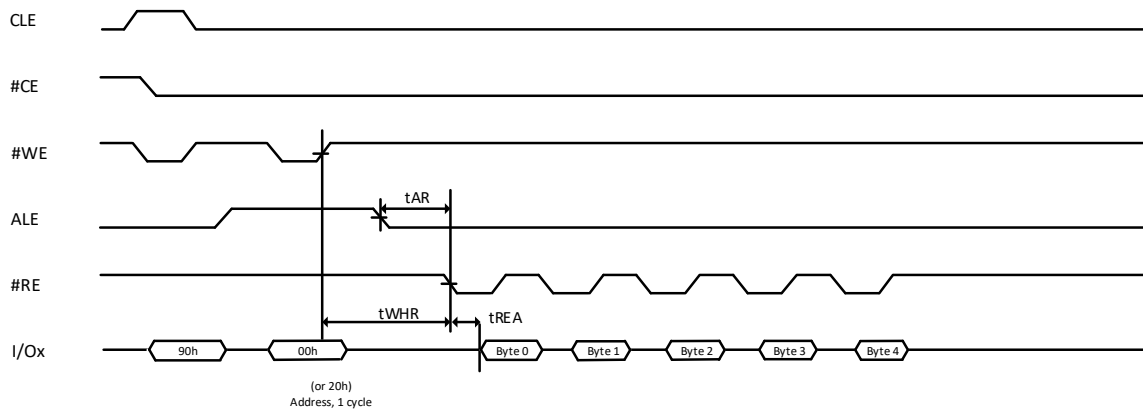 CLE
#CE
#WE
ALE
tAR
#RE
tWHR
tREA
I/Ox
90h
00h
Byte 0
Byte 1
Byte 2
Byte 3
Byte 4
(or 20h)
Address, 1 cycle